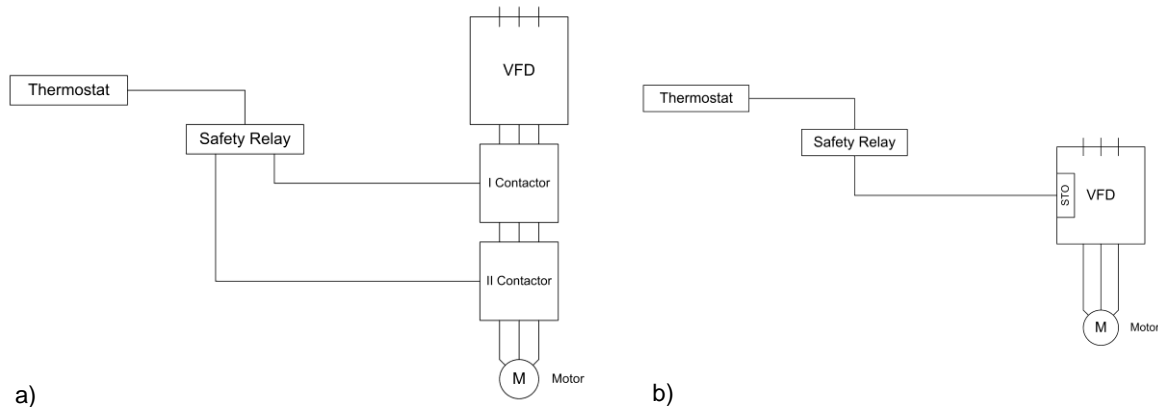 VFD
Thermostat
Safety Relay
I Contactor
II Contactor
M
Motor
a)
Thermostat
Safety Relay
STO
VFD
M
Motor
b)